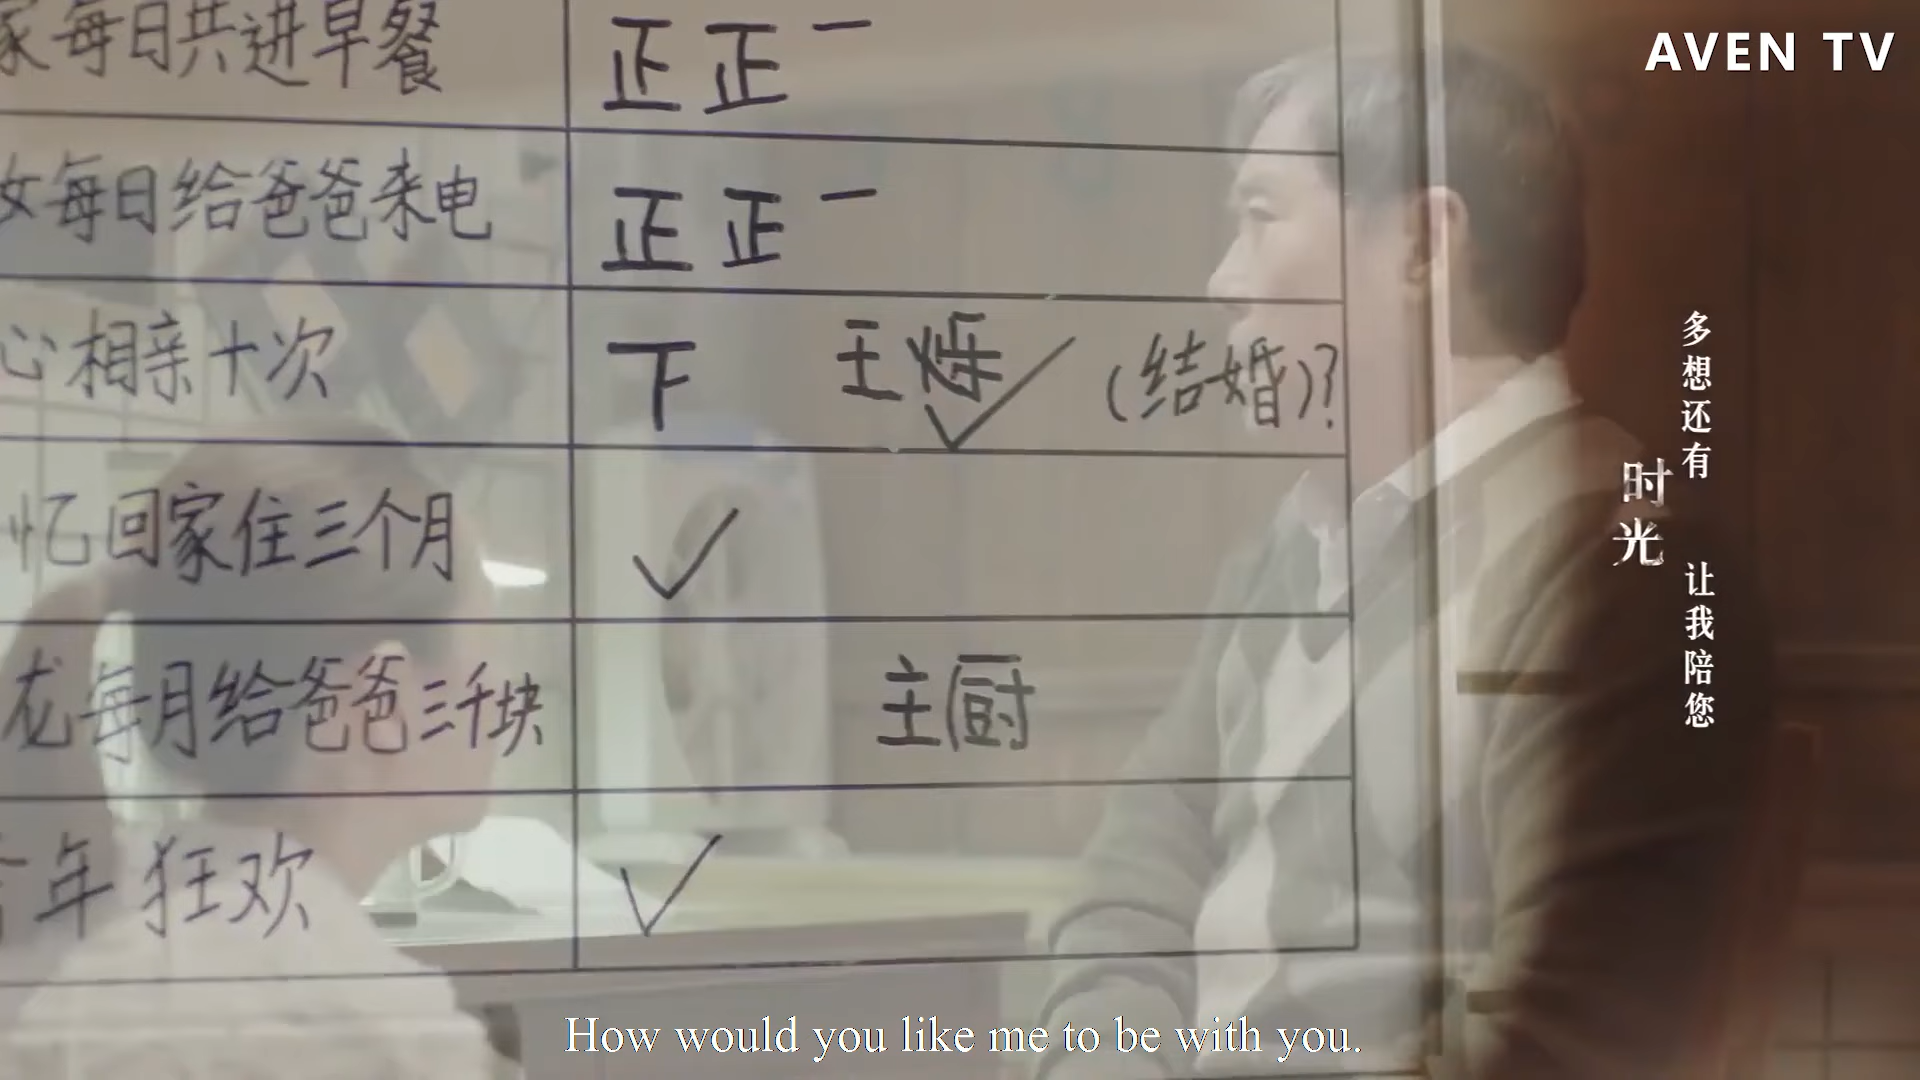 AVEN TV
家每日共进早餐 正正一
女每日给爸爸来电 正正一
心相亲十次 下 王烁 (结婚)?
忆回家住三个月
龙每月给爸爸三千块 主厨
年狂欢
多想还有
时光
让我陪您
How would you like me to be with you.